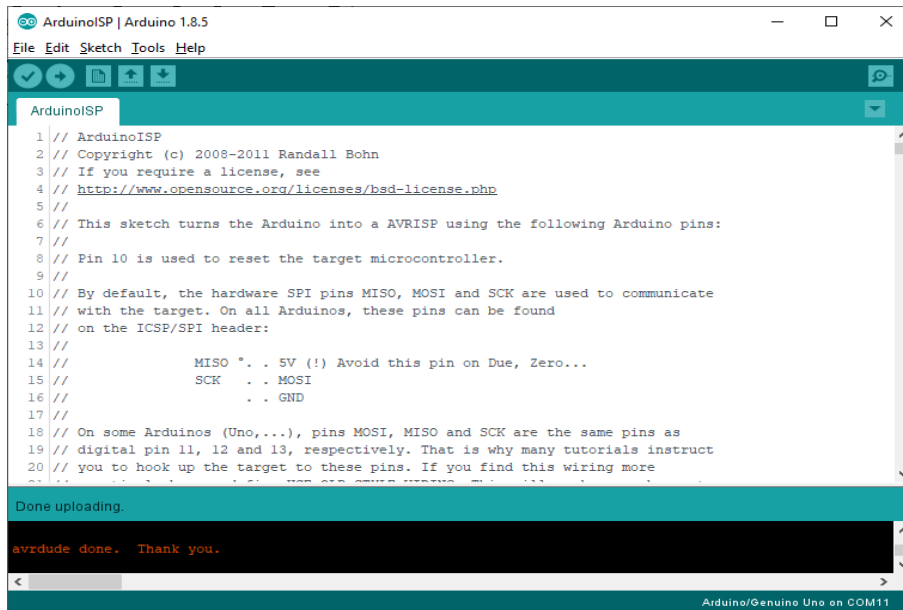 ArduinoISP | Arduino 1.8.5
File Edit Sketch Tools Help
ArduinoISP
1 // ArduinoISP
2 // Copyright (c) 2008-2011 Randall Bohn
3 // If you require a license, see
4 // http://www.opensource.org/licenses/bsd-license.php
5 //
6 // This sketch turns the Arduino into a AVRISP using the following Arduino pins:
7 //
8 // Pin 10 is used to reset the target microcontroller.
9 //
10 // By default, the hardware SPI pins MISO, MOSI and SCK are used to communicate
11 // with the target. On all Arduinos, these pins can be found
12 // on the ICSP/SPI header:
13 //
14 // MISO °. . 5V (!) Avoid this pin on Due, Zero...
15 // SCK . . MOSI
16 // . . GND
17 //
18 // On some Arduinos (Uno,...), pins MOSI, MISO and SCK are the same pins as
19 // digital pin 11, 12 and 13, respectively. That is why many tutorials instruct
20 // you to hook up the target to these pins. If you find this wiring more
Done uploading.
avrdude done. Thank you.
Arduino/Genuino Uno on COM11